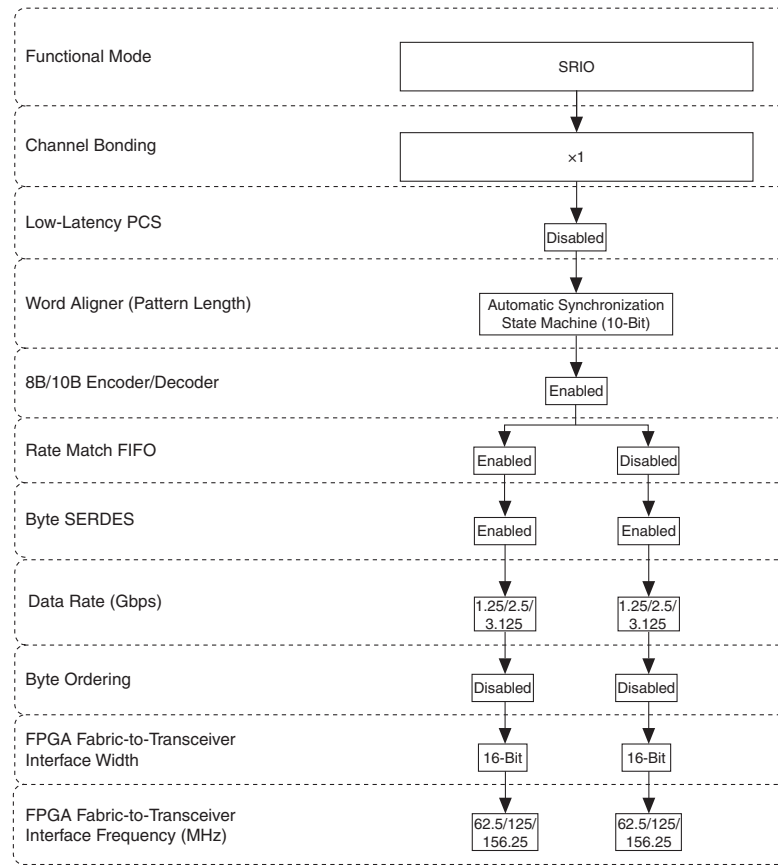 Functional Mode
SRIO
Channel Bonding
×1
Low-Latency PCS
Disabled
Word Aligner (Pattern Length)
Automatic Synchronization
State Machine (10-Bit)
8B/10B Encoder/Decoder
Enabled
Rate Match FIFO
Enabled
Disabled
Byte SERDES
Enabled
Enabled
Data Rate (Gbps)
1.25/2.5/
3.125
1.25/2.5/
3.125
Byte Ordering
Disabled
Disabled
FPGA Fabric-to-Transceiver
Interface Width
16-Bit
16-Bit
FPGA Fabric-to-Transceiver
Interface Frequency (MHz)
62.5/125/
156.25
62.5/125/
156.25